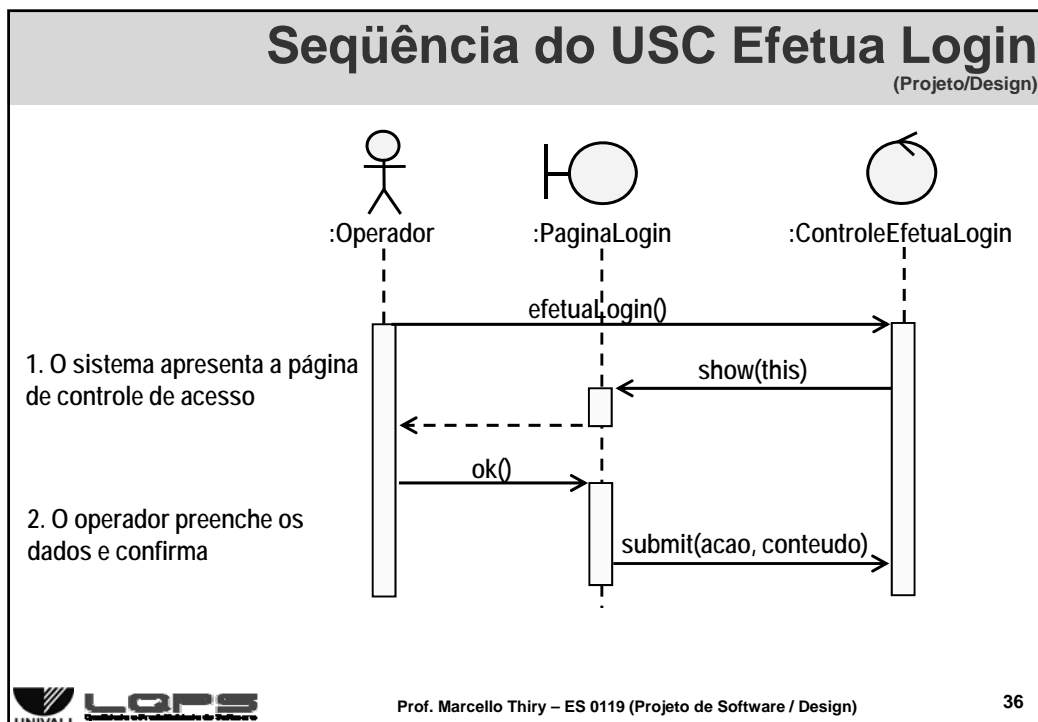 Seqüência do USC Efetua Login
(Projeto/Design)
:Operador
:PaginaLogin
:ControleEfetuaLogin
efetuaLogin()
1. O sistema apresenta a página
de controle de acesso
show(this)
ok()
2. O operador preenche os
dados e confirma
submit(acao, conteudo)
UNIVALI
LQPS
Prof. Marcello Thiry – ES 0119 (Projeto de Software / Design)
36